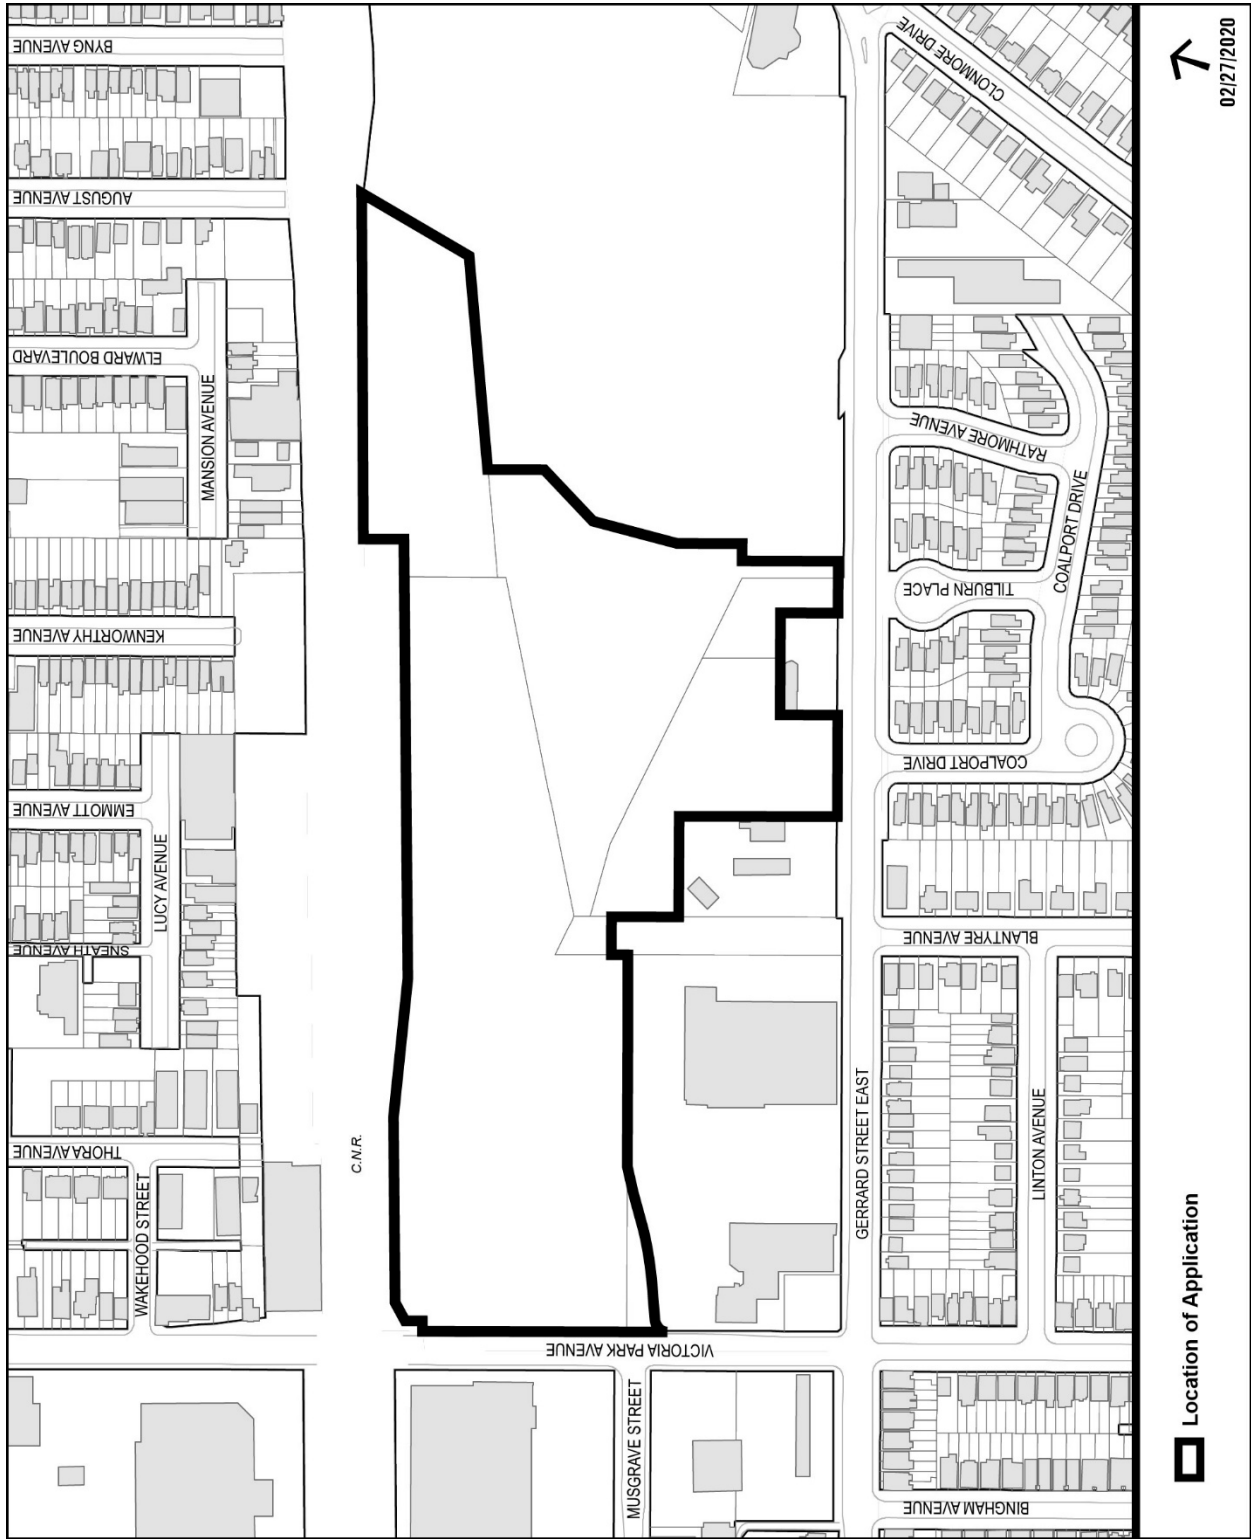 BYNG AVENUE
AUGUST AVENUE
ELWARD BOULEVARD
MANSION AVENUE
KENWORTHY AVENUE
EMMOTT AVENUE
LUCY AVENUE
SNEATH AVENUE
THORA AVENUE
WAKEHOOD STREET
C.N.R.
VICTORIA PARK AVENUE
MUSGRAVE STREET
GERRARD STREET EAST
CLONMORE DRIVE
RATHMORE AVENUE
COALPORT DRIVE
TILBURN PLACE
COALPORT DRIVE
BLANTYRE AVENUE
LINTON AVENUE
BINGHAM AVENUE
Location of Application
02/27/2020